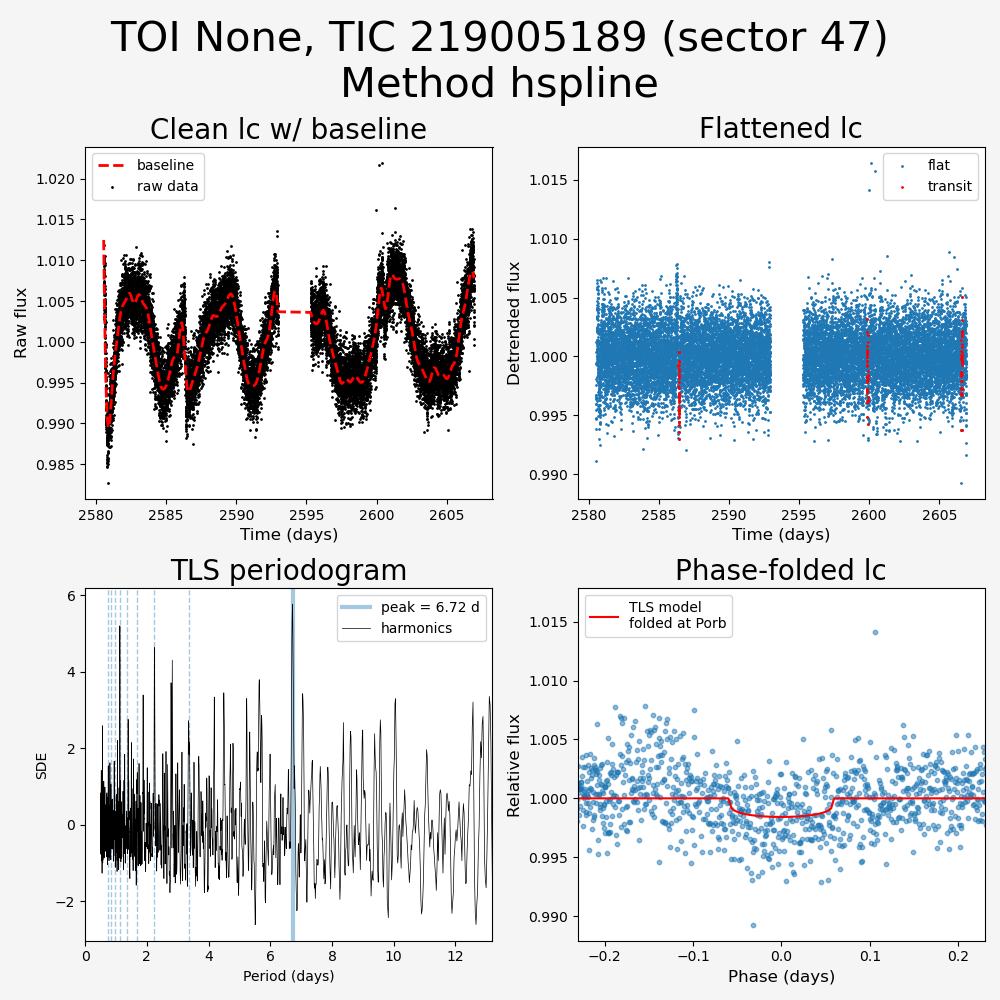 TOI None, TIC 219005189 (sector 47)
Method hspline
Clean lc w/ baseline
baseline
raw data
1.020
1.015
1.010
1.005
1.000
0.995
0.990
0.985
Raw flux
2580
2585
2590
2595
2600
2605
Time (days)
Flattened lc
flat
transit
1.015
1.010
1.005
1.000
0.995
0.990
Detrended flux
2580
2585
2590
2595
2600
2605
Time (days)
TLS periodogram
peak = 6.72 d
harmonics
6
4
2
0
−2
SDE
0
2
4
6
8
10
12
Period (days)
Phase-folded lc
TLS model
folded at Porb
1.015
1.010
1.005
1.000
0.995
0.990
Relative flux
−0.2
−0.1
0.0
0.1
0.2
Phase (days)